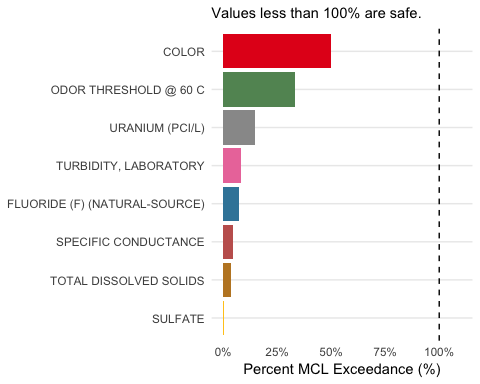 Values less than 100% are safe.
COLOR
ODOR THRESHOLD @ 60 C
URANIUM (PCI/L)
TURBIDITY, LABORATORY
FLUORIDE (F) (NATURAL-SOURCE)
SPECIFIC CONDUCTANCE
TOTAL DISSOLVED SOLIDS
SULFATE
0% 25% 50% 75% 100%
Percent MCL Exceedance (%)